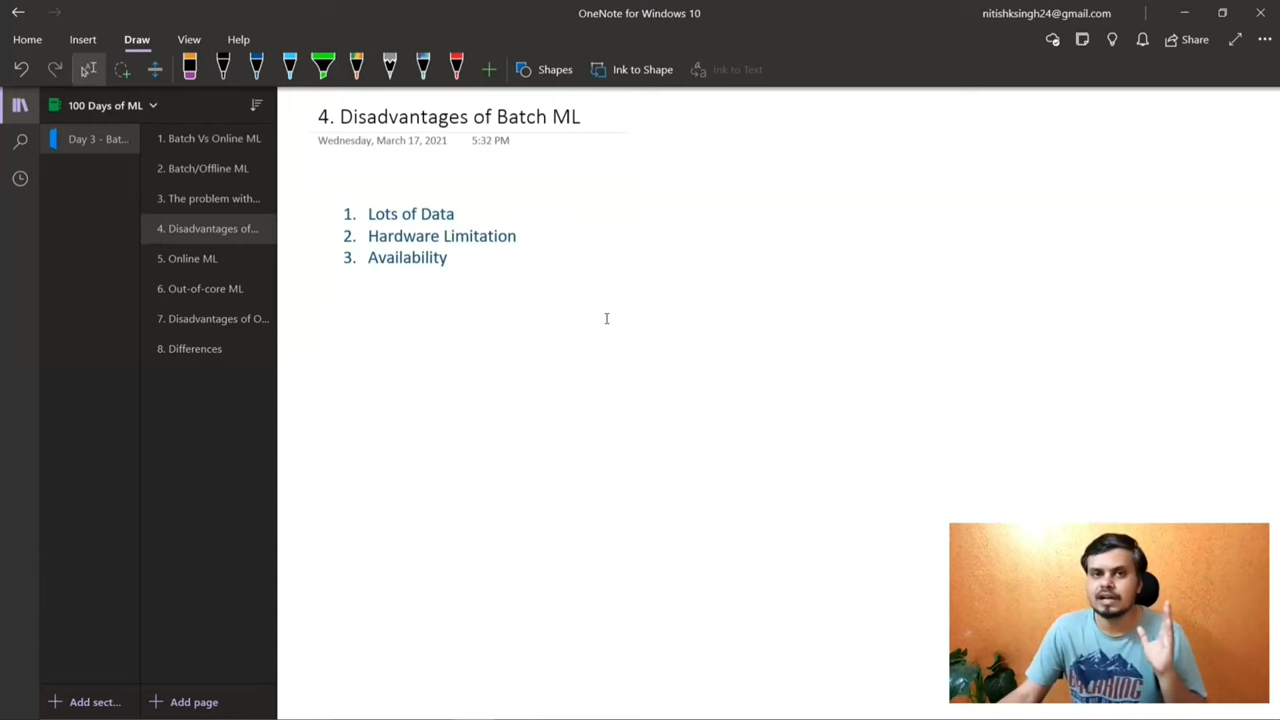 OneNote for Windows 10
nitishksingh24@gmail.com
Home Insert Draw View Help
Share
Shapes Ink to Shape Ink to Text
100 Days of ML
Day 3 - Bat...
1. Batch Vs Online ML
2. Batch/Offline ML
3. The problem with...
4. Disadvantages of...
5. Online ML
6. Out-of-core ML
7. Disadvantages of O...
8. Differences
Add sect... Add page
4. Disadvantages of Batch ML
Wednesday, March 17, 2021 5:32 PM
1. Lots of Data
2. Hardware Limitation
3. Availability